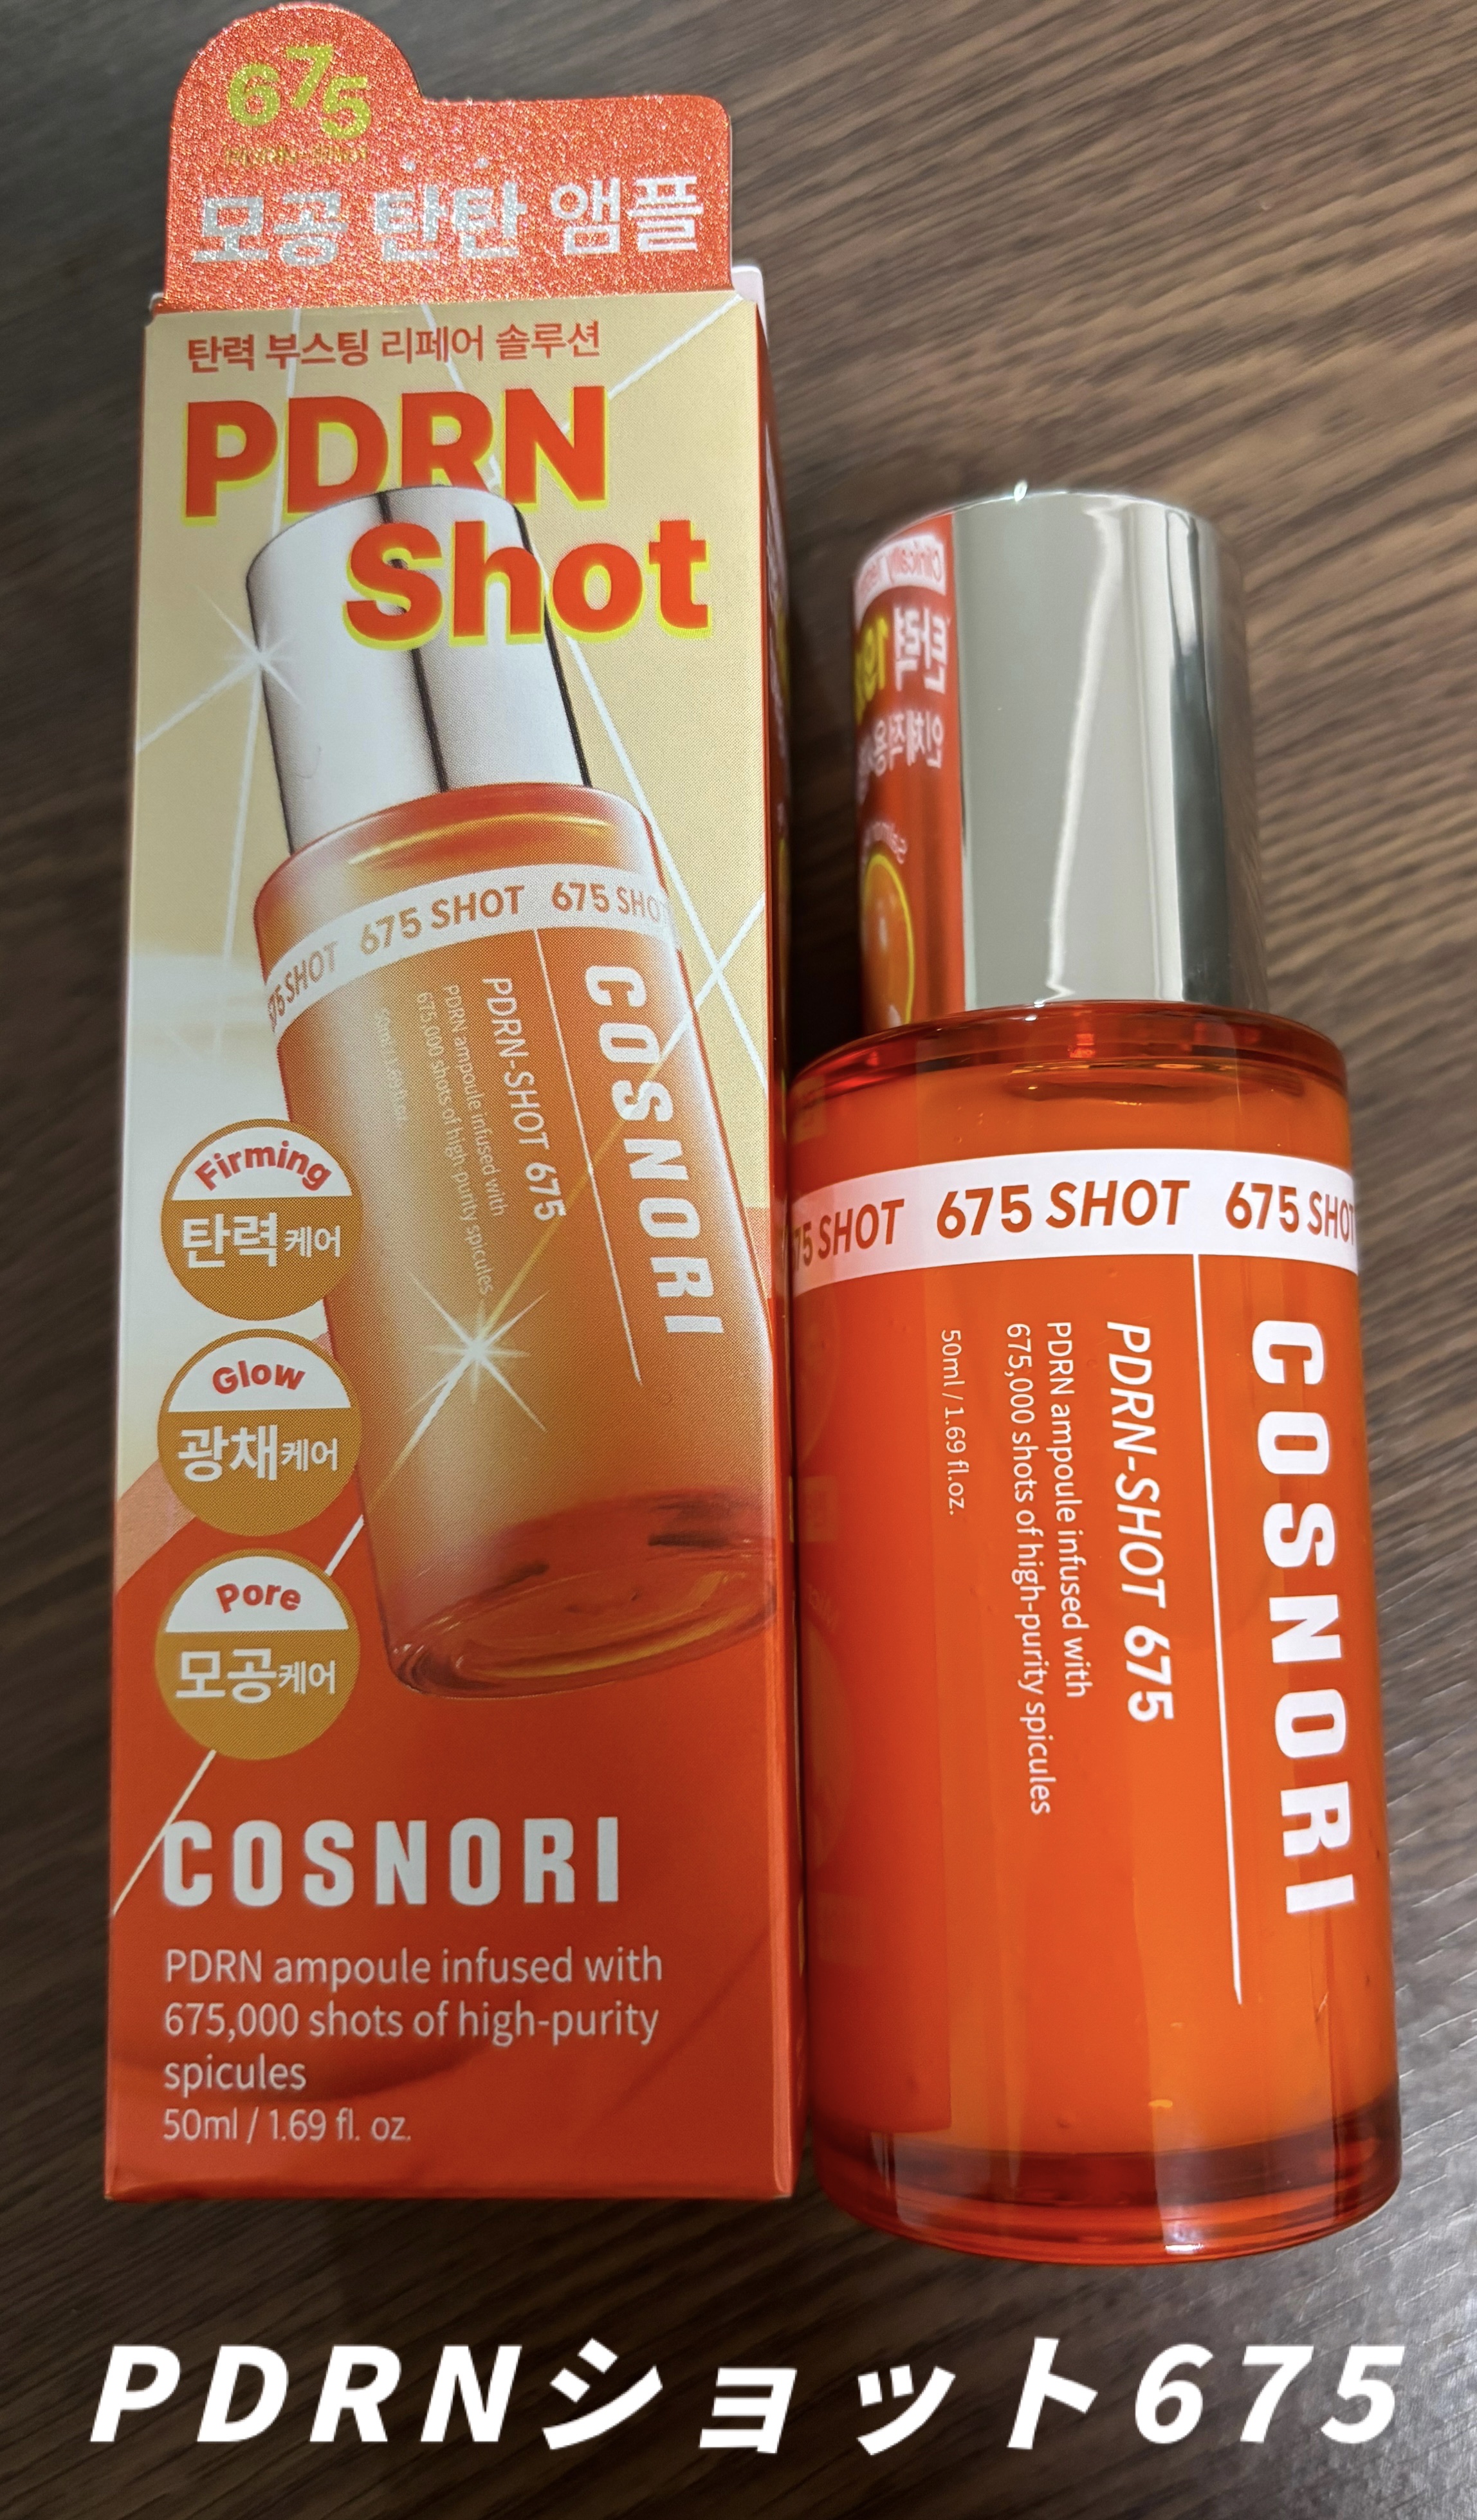 675
모공 탄탄 앰플
탄력 부스팅 리페어 솔루션
PDRN
Shot
675 SHOT 675 SHOT 675 SHO
COSNORI
PDRN-SHOT 675
PDRN ampoule infused with
675,000 shots of high-purity spicules
Firming
탄력케어
Glow
광채케어
Pore
모공케어
COSNORI
PDRN ampoule infused with
675,000 shots of high-purity
spicules
50ml / 1.69 fl. oz.
75 SHOT 675 SHOT 675 SHOT
COSNORI
PDRN-SHOT 675
PDRN ampoule infused with
675,000 shots of high-purity spicules
50ml / 1.69 fl.oz.
PDRNショット675